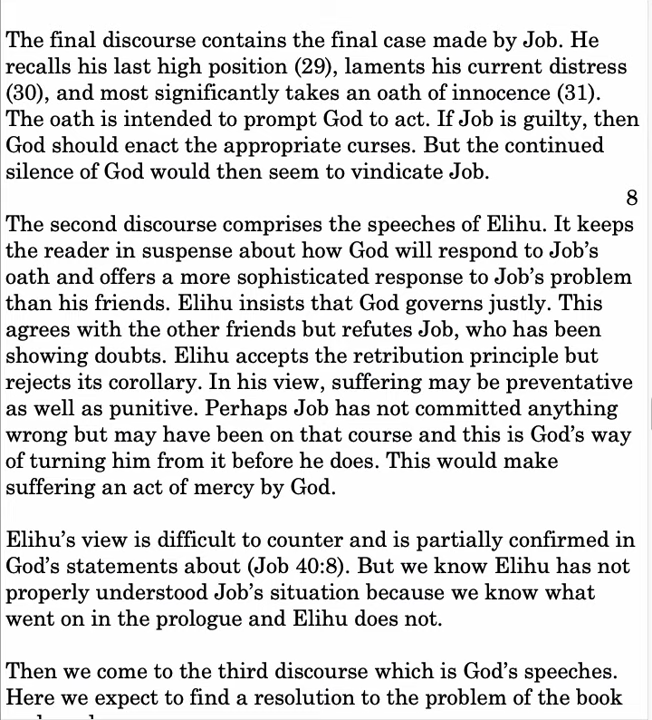 The final discourse contains the final case made by Job. He
recalls his last high position (29), laments his current distress
(30), and most significantly takes an oath of innocence (31).
The oath is intended to prompt God to act. If Job is guilty, then
God should enact the appropriate curses. But the continued
silence of God would then seem to vindicate Job.
8
The second discourse comprises the speeches of Elihu. It keeps
the reader in suspense about how God will respond to Job’s
oath and offers a more sophisticated response to Job’s problem
than his friends. Elihu insists that God governs justly. This
agrees with the other friends but refutes Job, who has been
showing doubts. Elihu accepts the retribution principle but
rejects its corollary. In his view, suffering may be preventative
as well as punitive. Perhaps Job has not committed anything
wrong but may have been on that course and this is God’s way
of turning him from it before he does. This would make
suffering an act of mercy by God.
Elihu’s view is difficult to counter and is partially confirmed in
God’s statements about (Job 40:8). But we know Elihu has not
properly understood Job’s situation because we know what
went on in the prologue and Elihu does not.
Then we come to the third discourse which is God’s speeches.
Here we expect to find a resolution to the problem of the book